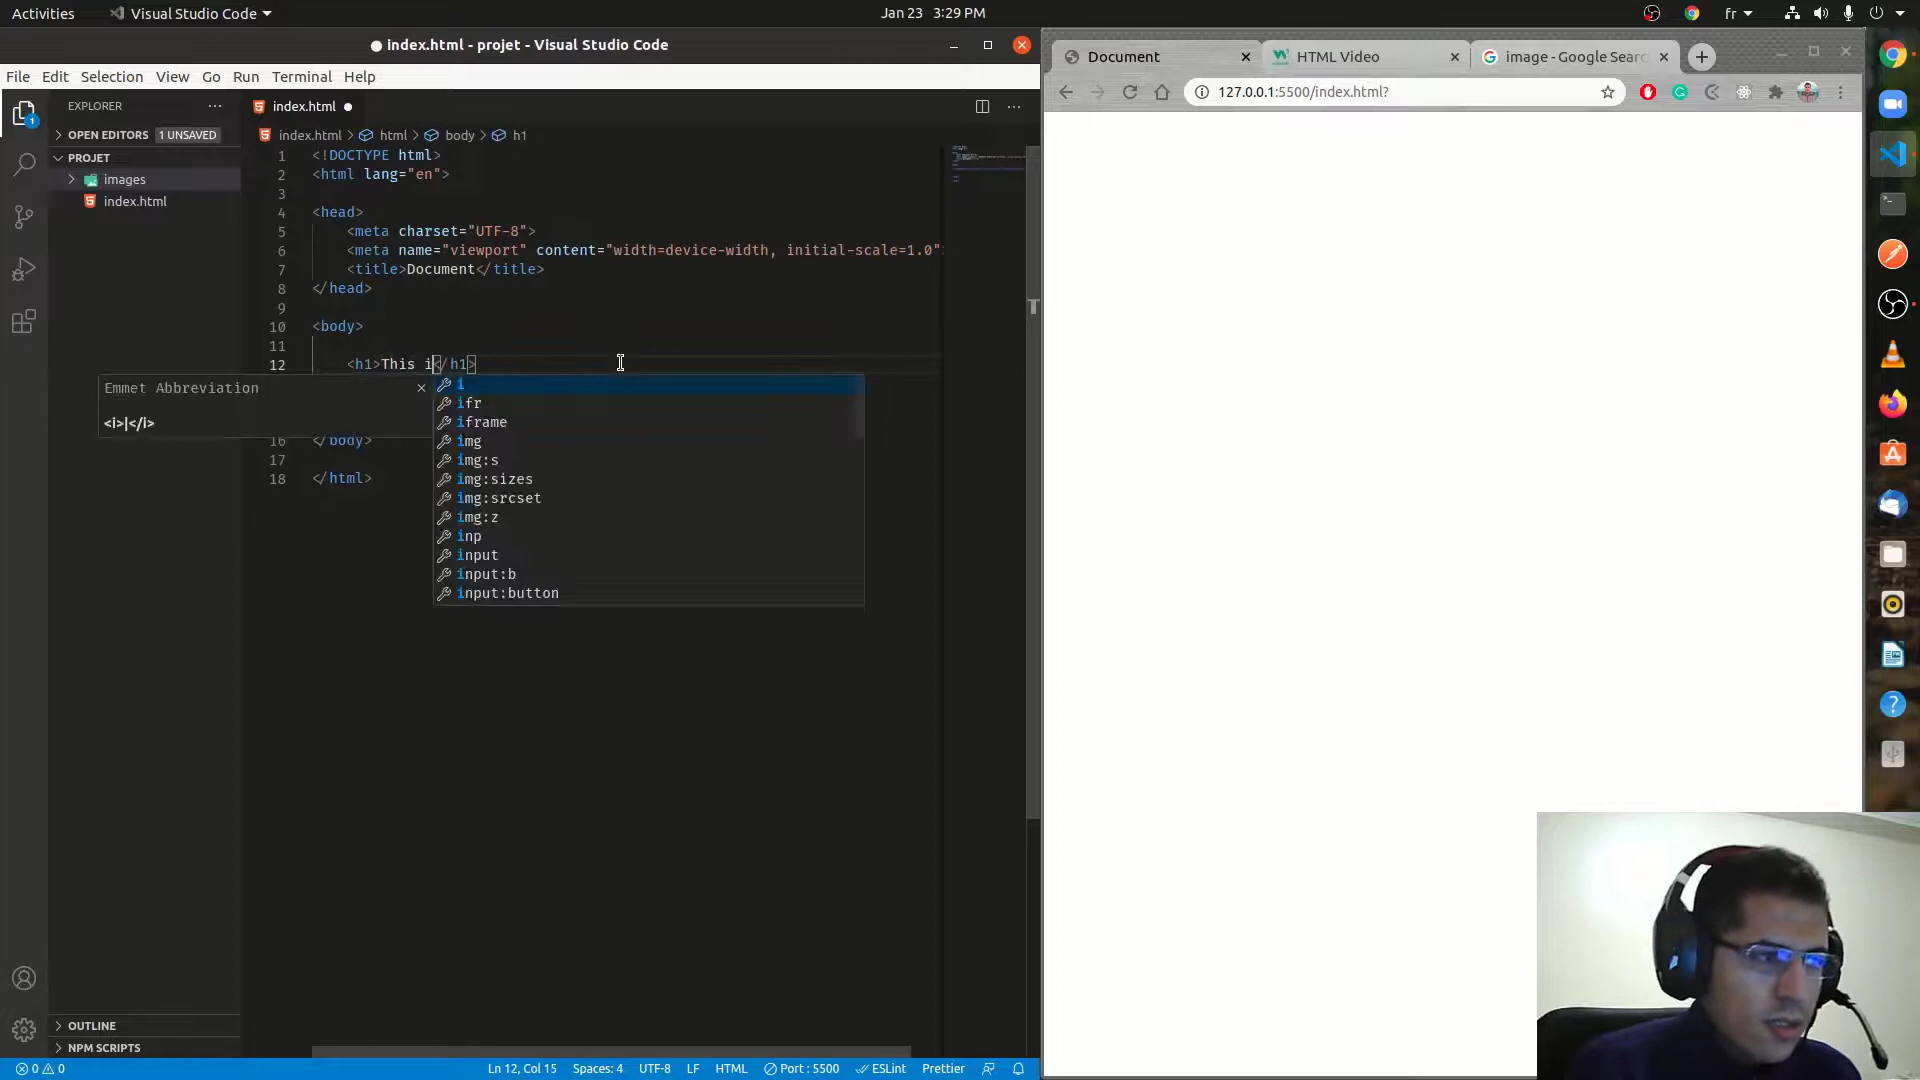 Activities
Visual Studio Code
Jan 23 3:29 PM
fr
index.html - projet - Visual Studio Code
File Edit Selection View Go Run Terminal Help
EXPLORER
OPEN EDITORS 1 UNSAVED
PROJET
images
index.html
1
index.html
index.html > html > body > h1
1 <!DOCTYPE html>
2 <html lang="en">
3
4 <head>
5 <meta charset="UTF-8">
6 <meta name="viewport" content="width=device-width, initial-scale=1.0">
7 <title>Document</title>
8 </head>
9
10 <body>
11
12 <h1>This i</h1>
16 </body>
17
18 </html>
Emmet Abbreviation
<i>|</i>
i
ifr
iframe
img
img:s
img:sizes
img:srcset
img:z
inp
input
input:b
input:button
OUTLINE
NPM SCRIPTS
0 0
Ln 12, Col 15 Spaces: 4 UTF-8 LF HTML Port : 5500 ESLint Prettier
Document
HTML Video
image - Google Searc
127.0.0.1:5500/index.html?